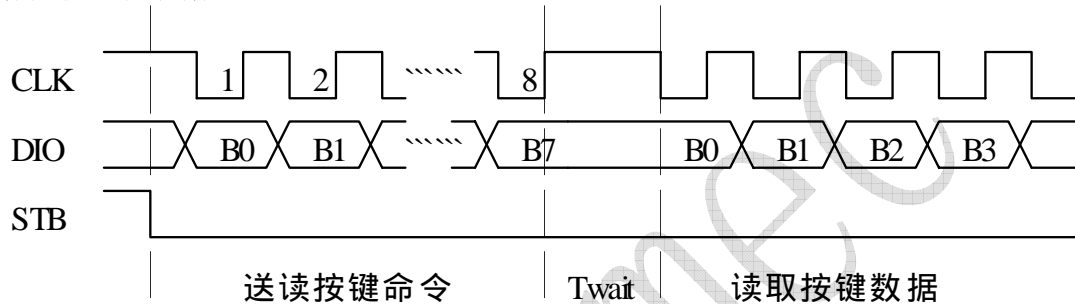 CLK 1 2 ...... 8
DIO B0 B1 ...... B7 B0 B1 B2 B3
STB
送读按键命令 Twait 读取按键数据
mec